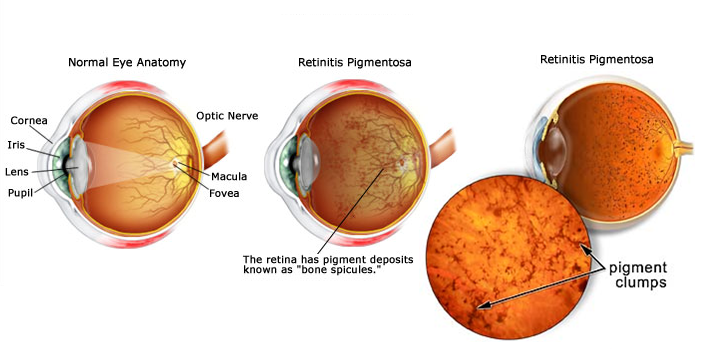 Normal Eye Anatomy
Cornea
Iris
Lens
Pupil
Optic Nerve
Macula
Fovea
Retinitis Pigmentosa
The retina has pigment deposits
known as "bone spicules."
Retinitis Pigmentosa
pigment
clumps